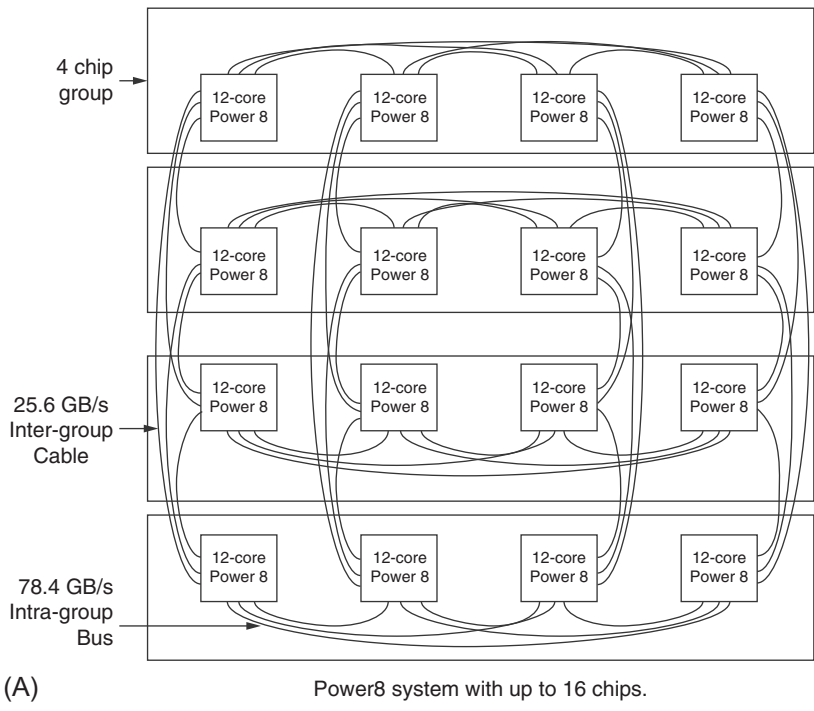 4 chip
group
12-core
Power 8
12-core
Power 8
12-core
Power 8
12-core
Power 8
12-core
Power 8
12-core
Power 8
12-core
Power 8
12-core
Power 8
25.6 GB/s
Inter-group
Cable
12-core
Power 8
12-core
Power 8
12-core
Power 8
12-core
Power 8
78.4 GB/s
Intra-group
Bus
12-core
Power 8
12-core
Power 8
12-core
Power 8
12-core
Power 8
(A)
Power8 system with up to 16 chips.